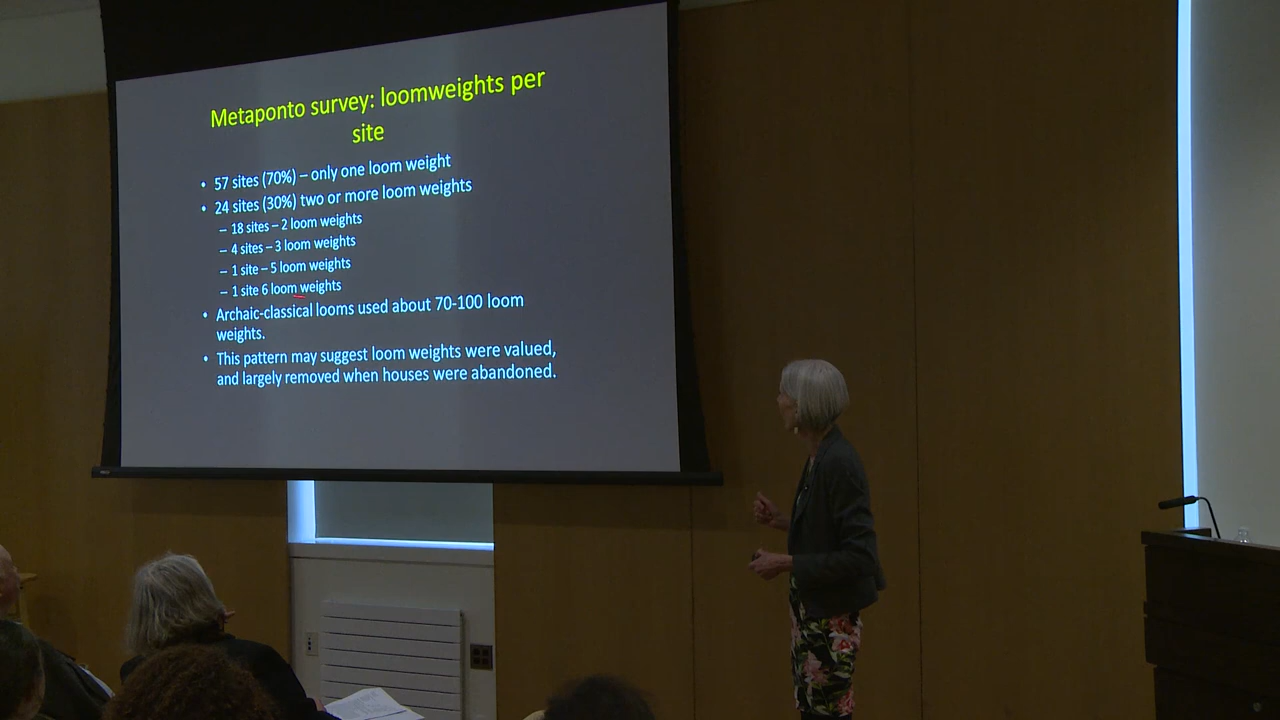 Metaponto survey: loomweights per
site
• 57 sites (70%) – only one loom weight
• 24 sites (30%) two or more loom weights
– 18 sites – 2 loom weights
– 4 sites – 3 loom weights
– 1 site – 5 loom weights
– 1 site 6 loom weights
• Archaic-classical looms used about 70-100 loom
weights.
• This pattern may suggest loom weights were valued,
and largely removed when houses were abandoned.